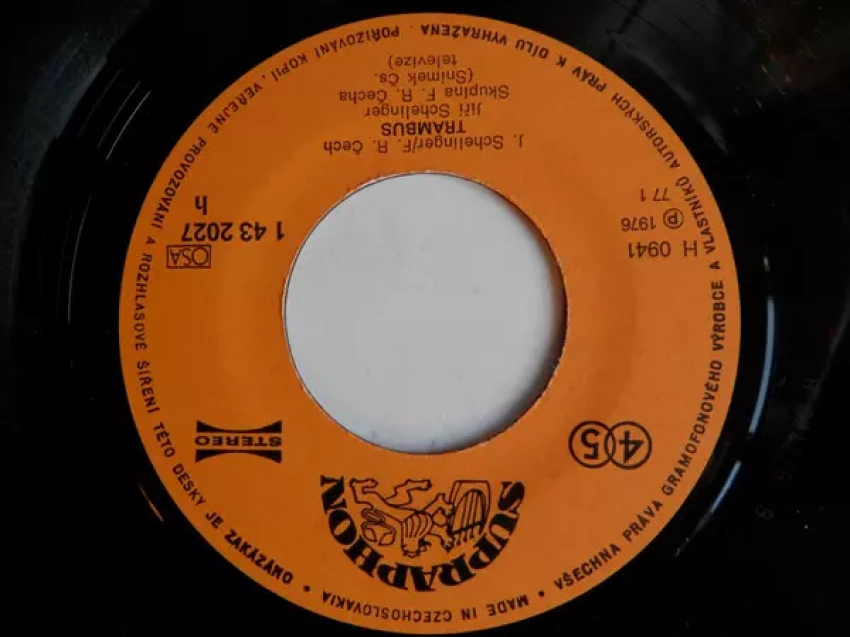 SUPRAPHON
45
STEREO
H 0941
Ⓟ 1976
77 1
OSA
1 43 2027
h
J. Schelinger/F. R. Čech
TRAMBUS
Jiří Schelinger
Skupina F. R. Čecha
(Snímek Čs.
televize)
VŠECHNA PRÁVA GRAMOFONOVÉHO VÝROBCE A VLASTNÍKŮ AUTORSKÝCH PRÁV K DÍLU VYHRAŽENA. POŘIZOVÁNÍ KOPIÍ, VEŘEJNÉ PROVOZOVÁNÍ A ROZHLASOVÉ ŠÍŘENÍ TÉTO DESKY JE ZAKÁZÁNO • MADE IN CZECHOSLOVAKIA •